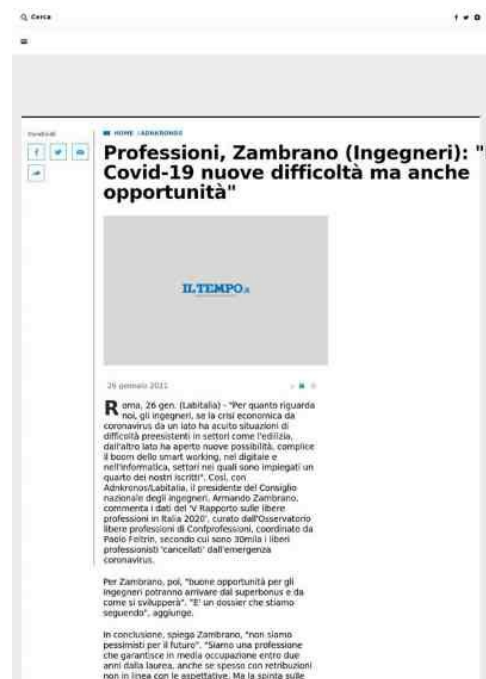 Cerca
Condividi
HOME / ADNKRONOS
Professioni, Zambrano (Ingegneri): "
Covid-19 nuove difficoltà ma anche
opportunità"
IL TEMPO.it
26 gennaio 2021
Roma, 26 gen. (Labitalia) - "Per quanto riguarda
noi, gli ingegneri, se la crisi economica da
coronavirus da un lato ha acuito situazioni di
difficoltà preesistenti in settori come l'edilizia,
dall'altro lato ha aperto nuove possibilità, complice
il boom dello smart working, nel digitale e
nell'informatica, settori nei quali sono impiegati un
quarto dei nostri iscritti". Così, con
Adnkronos/Labitalia, il presidente del Consiglio
nazionale degli ingegneri, Armando Zambrano,
commenta i dati del 'V Rapporto sulle libere
professioni in Italia 2020', curato dall'Osservatorio
libere professioni di Confprofessioni, coordinato da
Paolo Feltrin, secondo cui sono 30mila i liberi
professionisti 'cancellati' dall'emergenza
coronavirus.
Per Zambrano, poi, "buone opportunità per gli
ingegneri potranno arrivare dal superbonus e da
come si svilupperà". "E' un dossier che stiamo
seguendo", aggiunge.
In conclusione, spiega Zambrano, "non siamo
pessimisti per il futuro". "Siamo una professione
che garantisce in media occupazione entro due
anni dalla laurea, anche se spesso con retribuzioni
non in linea con le aspettative. Ma la spinta sulle